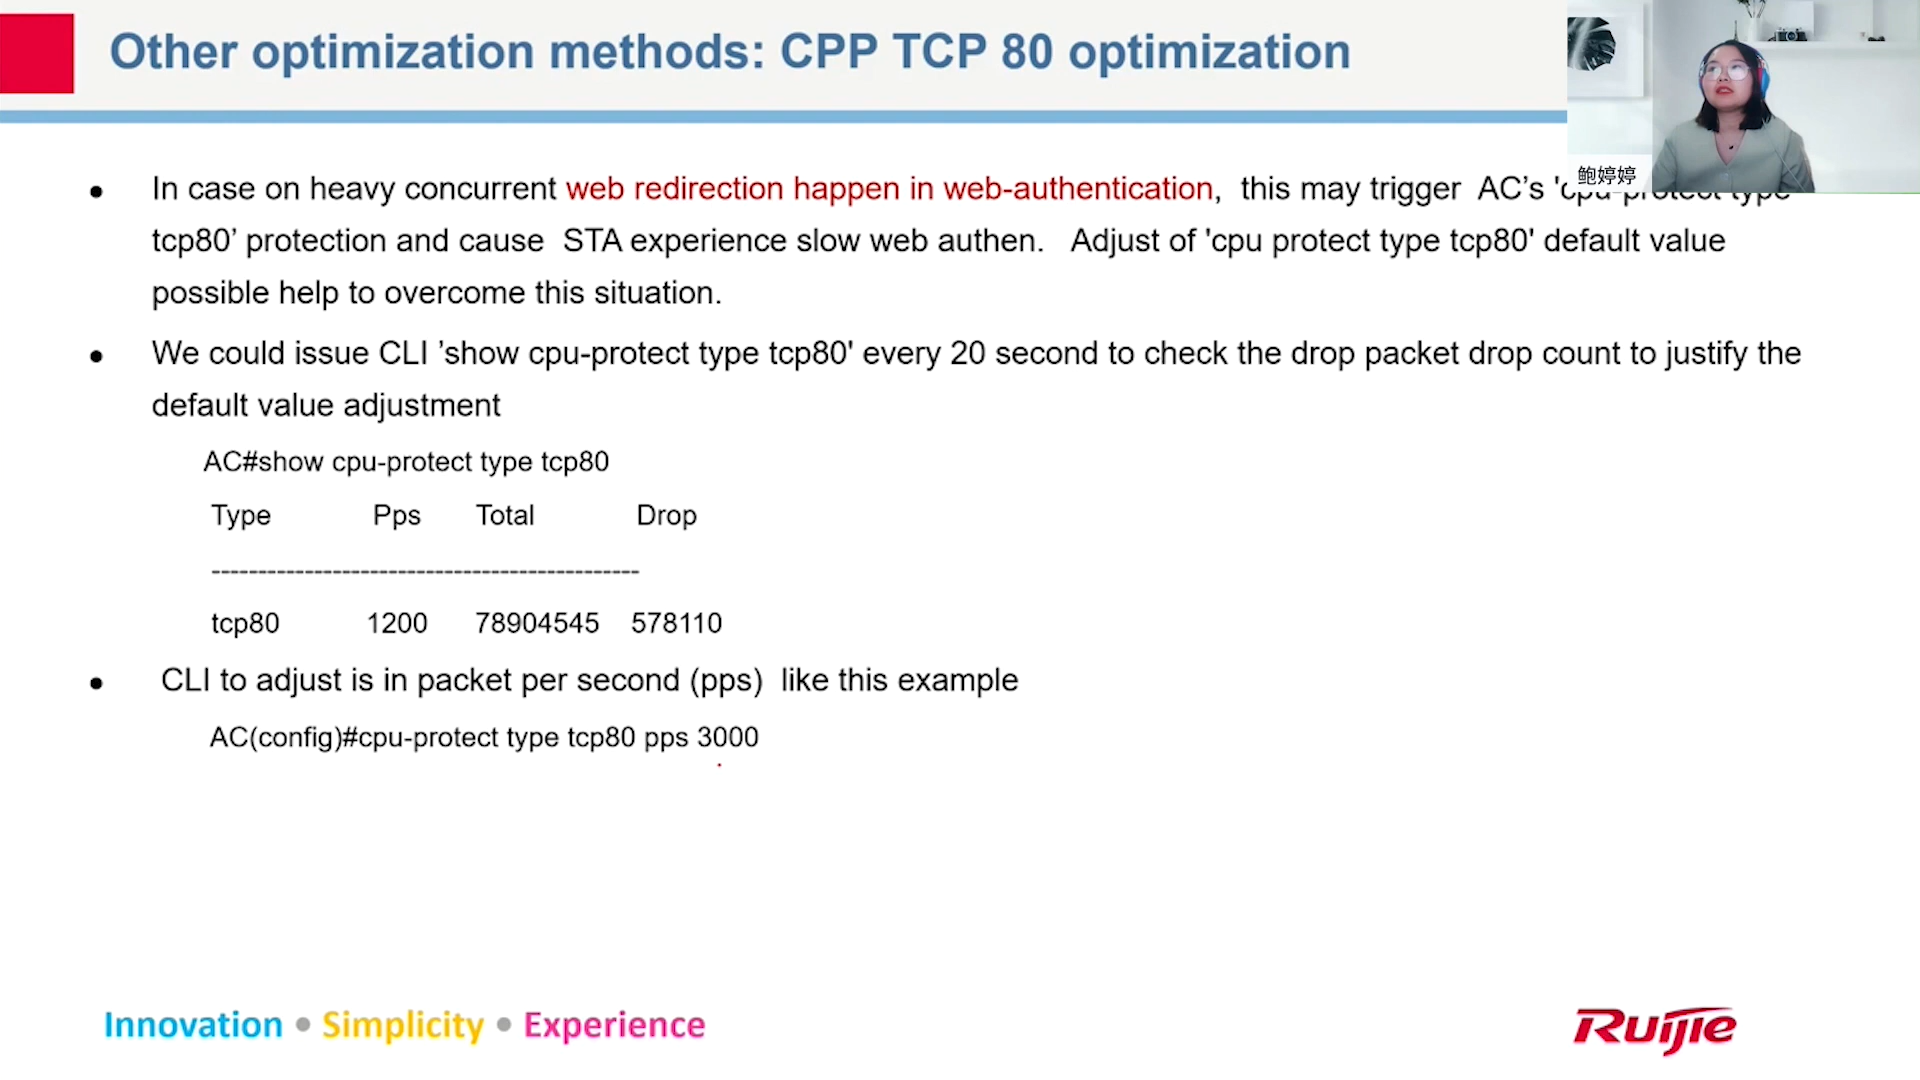 Other optimization methods: CPP TCP 80 optimization
鲍婷婷
• In case on heavy concurrent web redirection happen in web-authentication, this may trigger AC’s 'cpu-protect type
tcp80’ protection and cause STA experience slow web authen. Adjust of 'cpu protect type tcp80' default value
possible help to overcome this situation.
• We could issue CLI ’show cpu-protect type tcp80' every 20 second to check the drop packet drop count to justify the
default value adjustment
AC#show cpu-protect type tcp80
Type Pps Total Drop
----------------------------------------------
tcp80 1200 78904545 578110
• CLI to adjust is in packet per second (pps) like this example
AC(config)#cpu-protect type tcp80 pps 3000
Innovation • Simplicity • Experience
Ruijie